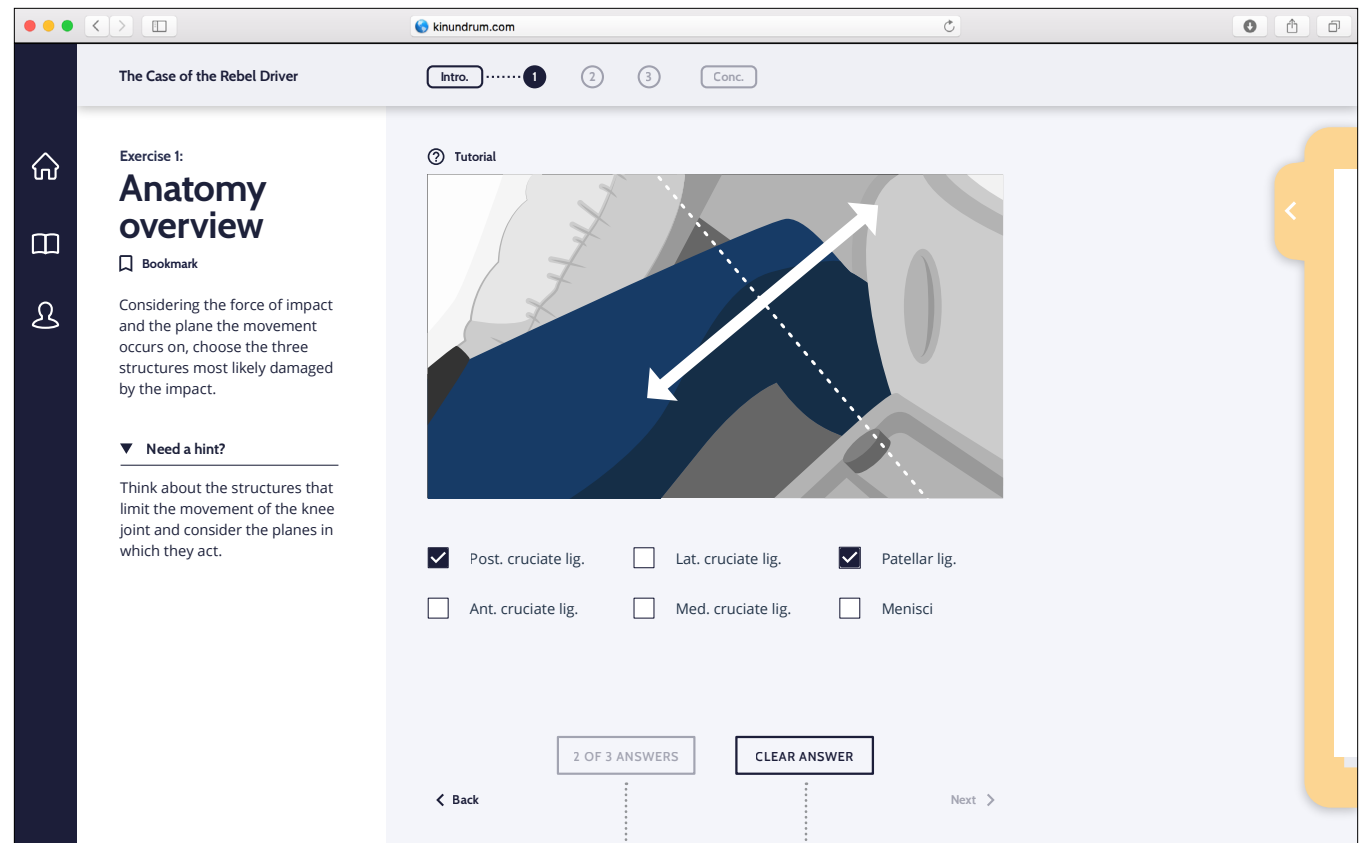 kinundrum.com
The Case of the Rebel Driver
Intro.
1
2
3
Conc.
Exercise 1:
Anatomy
overview
Bookmark
Considering the force of impact
and the plane the movement
occurs on, choose the three
structures most likely damaged
by the impact.
Need a hint?
Think about the structures that
limit the movement of the knee
joint and consider the planes in
which they act.
? Tutorial
Post. cruciate lig.
Lat. cruciate lig.
Patellar lig.
Ant. cruciate lig.
Med. cruciate lig.
Menisci
2 OF 3 ANSWERS
CLEAR ANSWER
Back
Next